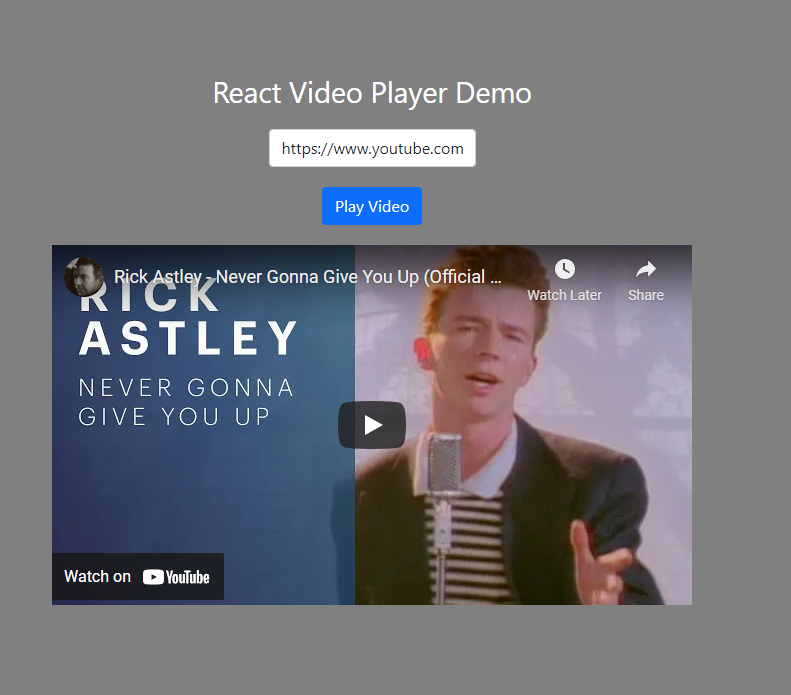 React Video Player Demo
https://www.youtube.com
Play Video
Rick Astley - Never Gonna Give You Up (Official ...
Watch Later
Share
RICK
ASTLEY
NEVER GONNA
GIVE YOU UP
Watch on YouTube